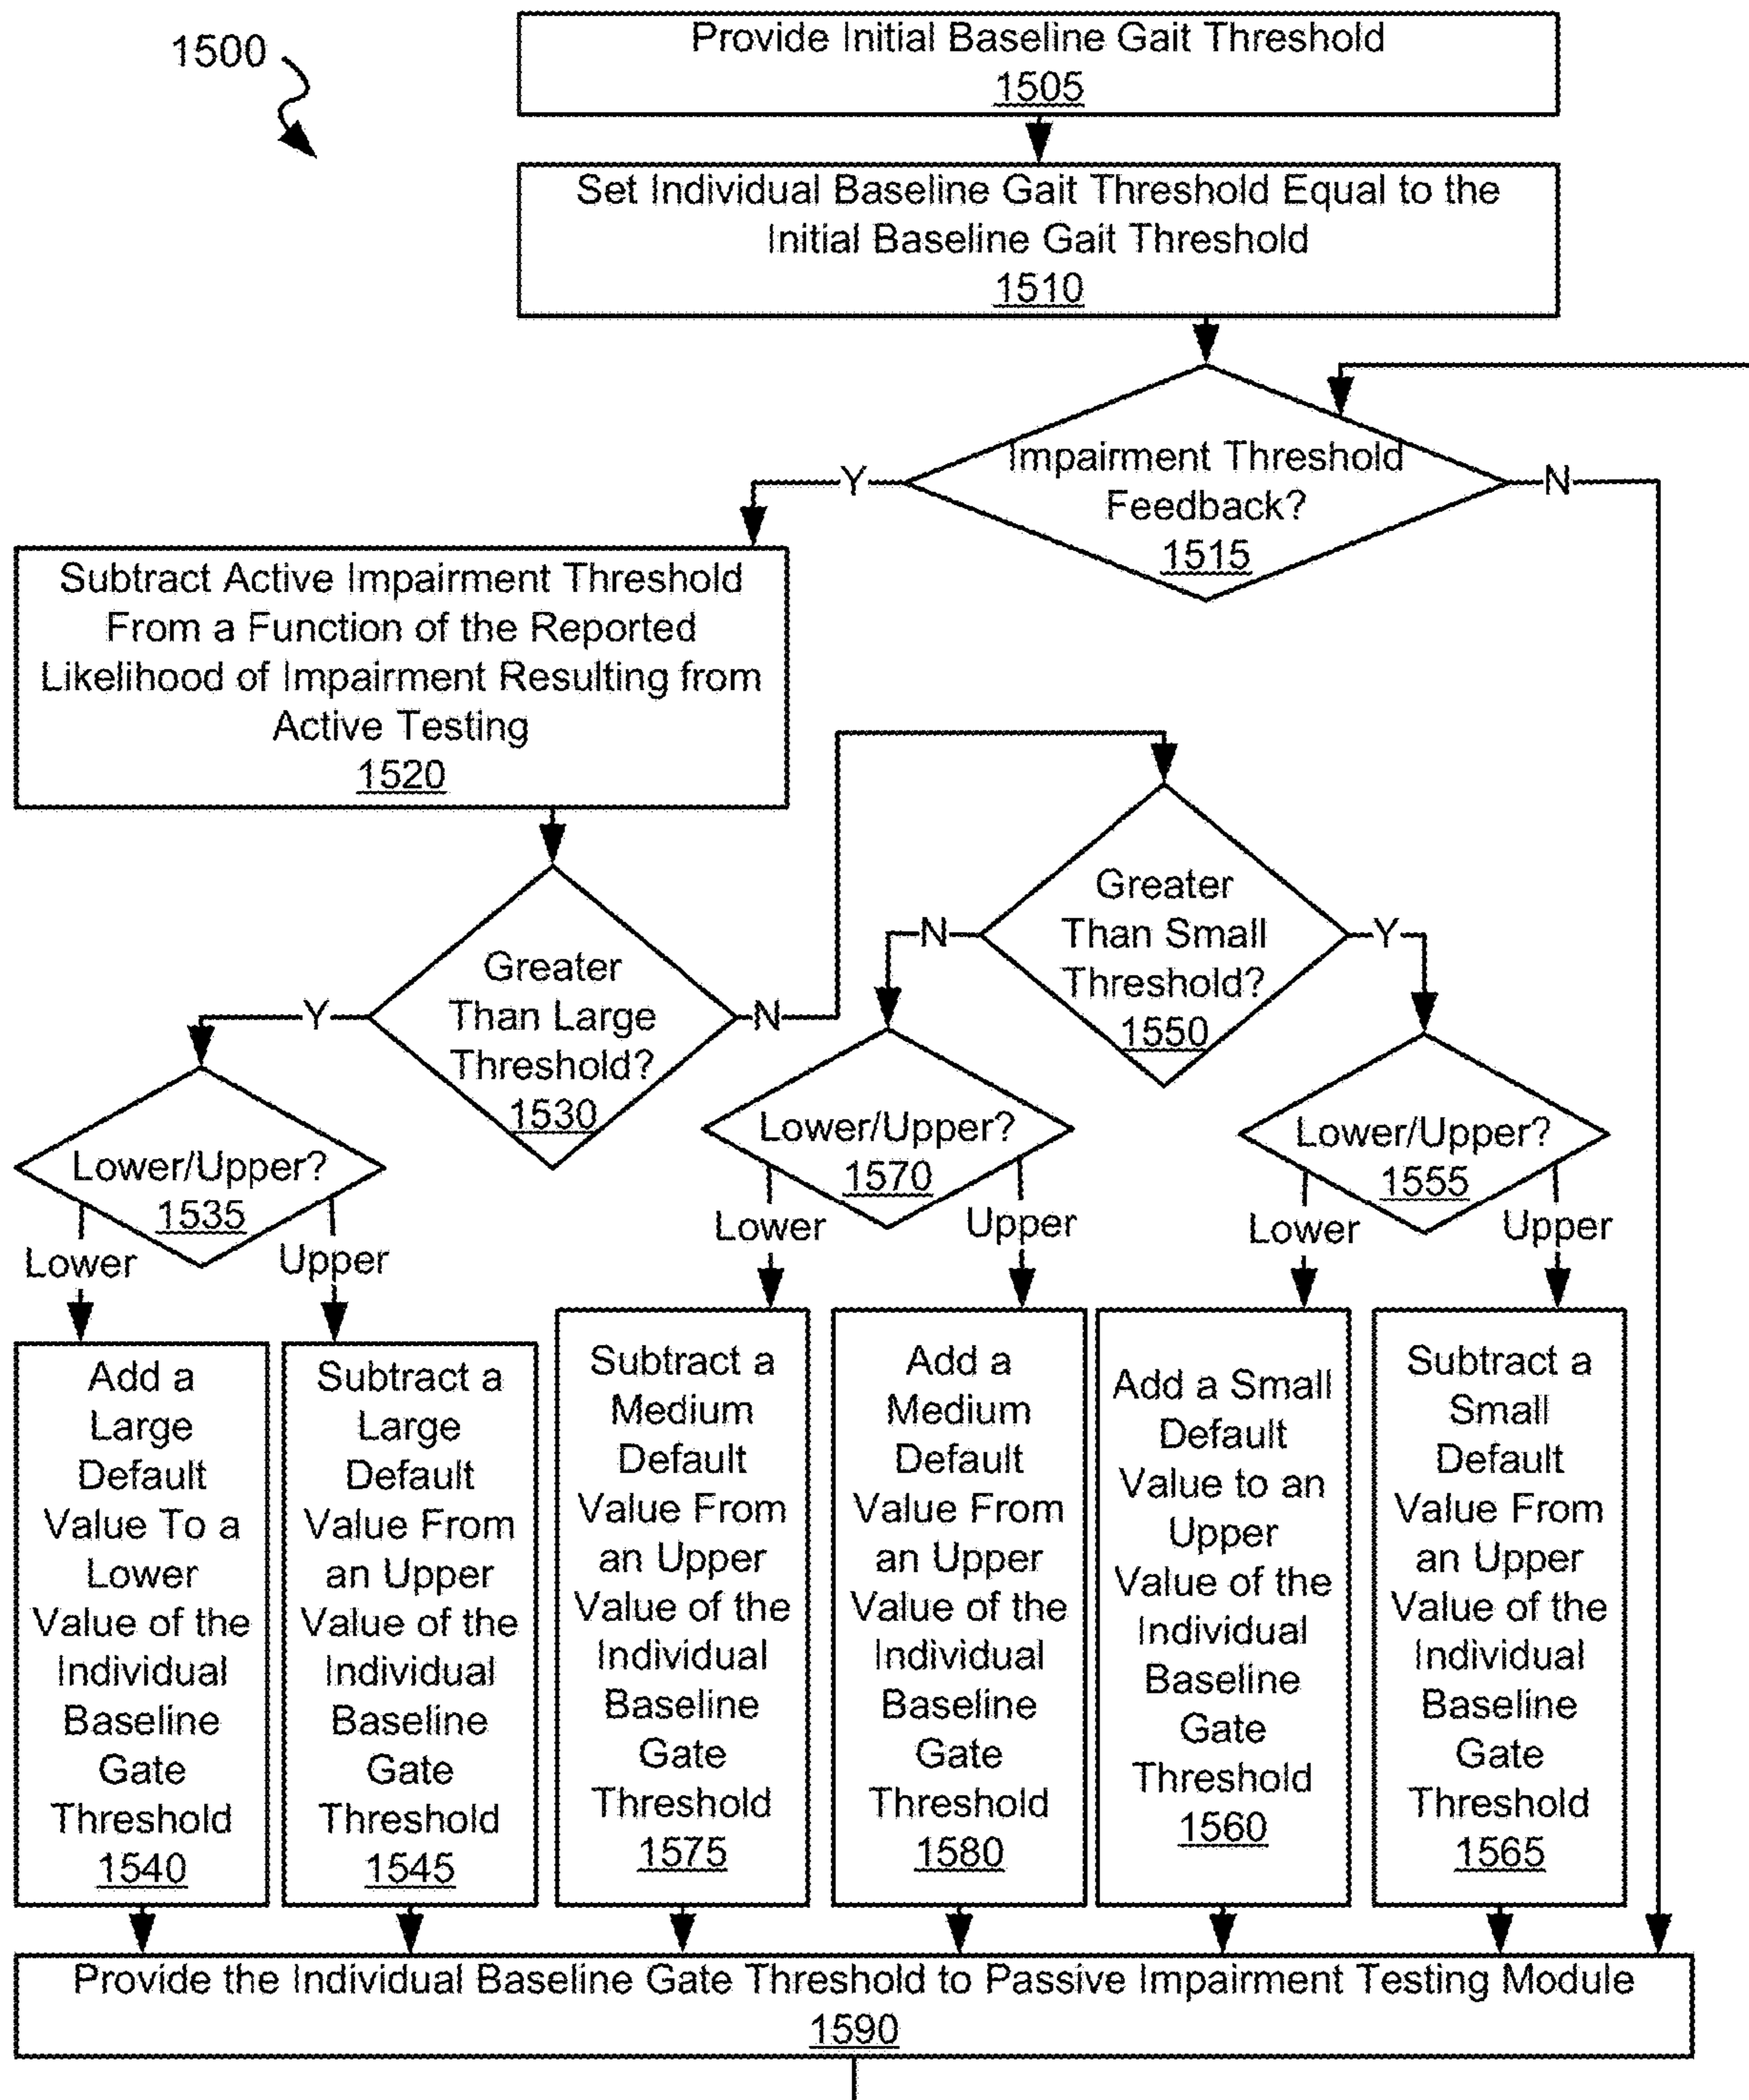 1500
Provide Initial Baseline Gait Threshold
1505
Set Individual Baseline Gait Threshold Equal to the
Initial Baseline Gait Threshold
1510
Impairment Threshold
Feedback?
1515
Y
N
Subtract Active Impairment Threshold
From a Function of the Reported
Likelihood of Impairment Resulting from
Active Testing
1520
Greater
Than Large
Threshold?
1530
Y
N
Greater
Than Small
Threshold?
1550
N
Y
Lower/Upper?
1535
Lower
Upper
Lower/Upper?
1570
Lower
Upper
Lower/Upper?
1555
Lower
Upper
Add a
Large
Default
Value To a
Lower
Value of the
Individual
Baseline
Gate
Threshold
1540
Subtract a
Large
Default
Value From
an Upper
Value of the
Individual
Baseline
Gate
Threshold
1545
Subtract a
Medium
Default
Value From
an Upper
Value of the
Individual
Baseline
Gate
Threshold
1575
Add a
Medium
Default
Value From
an Upper
Value of the
Individual
Baseline
Gate
Threshold
1580
Add a Small
Default
Value to an
Upper
Value of the
Individual
Baseline
Gate
Threshold
1560
Subtract a
Small
Default
Value From
an Upper
Value of the
Individual
Baseline
Gate
Threshold
1565
Provide the Individual Baseline Gate Threshold to Passive Impairment Testing Module
1590